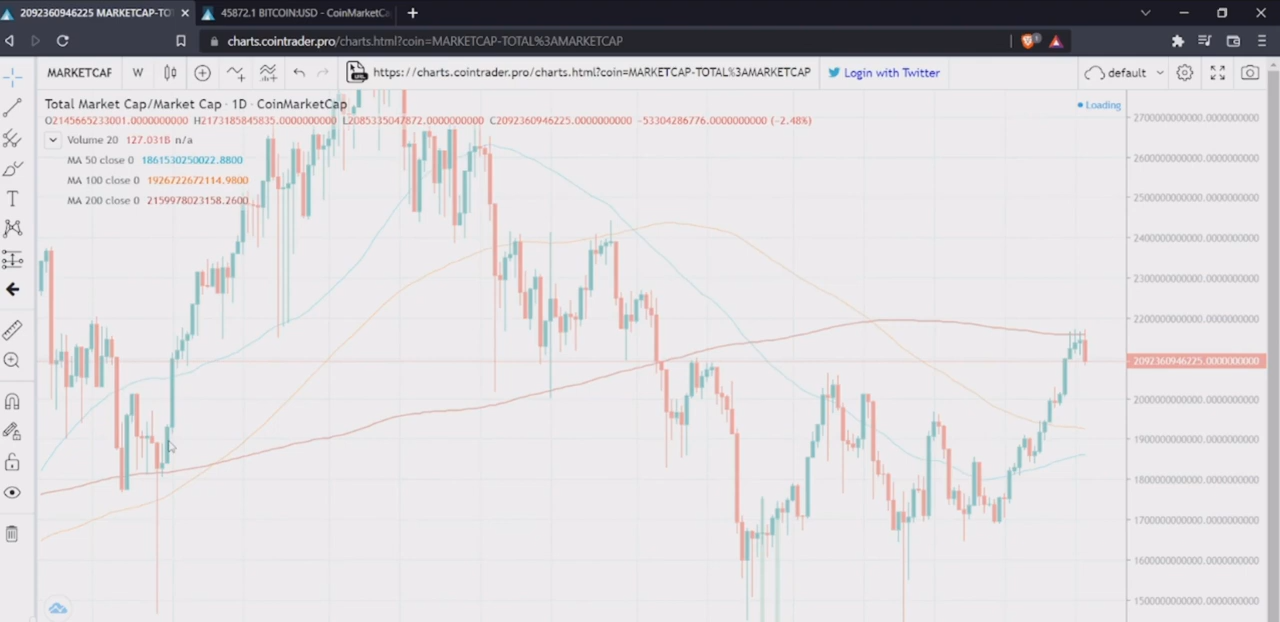 2092360946225 MARKETCAP-TO
45872.1 BITCOIN:USD - CoinMarketCa
charts.cointrader.pro/charts.html?coin=MARKETCAP-TOTAL%3AMARKETCAP
MARKETCAP W https://charts.cointrader.pro/charts.html?coin=MARKETCAP-TOTAL%3AMARKETCAP Login with Twitter default
Total Market Cap/Market Cap · 1D · CoinMarketCap
Loading
O2145665233001.0000000000 H2173185845835.0000000000 L2085335047872.0000000000 C2092360946225.0000000000 −53304286776.0000000000 (−2.48%)
Volume 20 127.031B n/a
MA 50 close 0 1861530250022.8800
MA 100 close 0 1926722672114.9800
MA 200 close 0 2159978023158.2600
2700000000000.0000000000
2600000000000.0000000000
2500000000000.0000000000
2400000000000.0000000000
2300000000000.0000000000
2200000000000.0000000000
2092360946225.0000000000
2000000000000.0000000000
1900000000000.0000000000
1800000000000.0000000000
1700000000000.0000000000
1600000000000.0000000000
1500000000000.0000000000